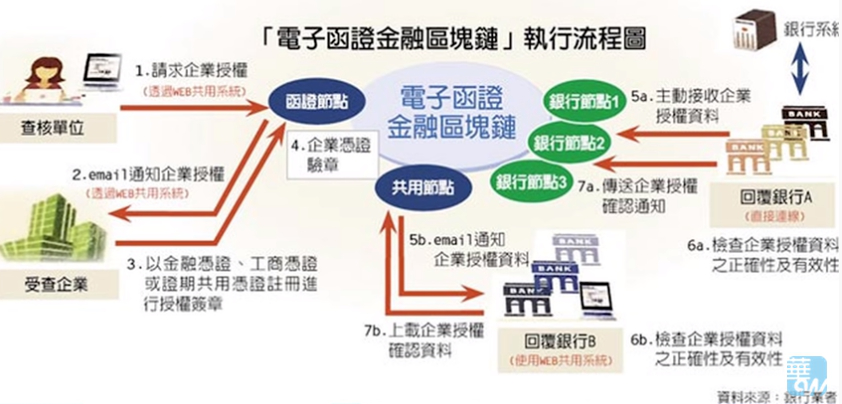 「電子函證金融區塊鏈」執行流程圖
銀行系統
1.請求企業授權
(透過WEB共用系統)
查核單位
函證節點
電子函證
金融區塊鏈
銀行節點1
銀行節點2
銀行節點3
5a.主動接收企業
授權資料
BANK
BANK
BANK
4.企業憑證
驗章
2.email通知企業授權
(透過WEB共用系統)
共用節點
7a.傳送企業授權
確認通知
回覆銀行A
(直接連線)
受查企業
3.以金融憑證、工商憑證
或證期共用憑證註冊進
行授權簽章
5b.email通知
企業授權資料
BANK
BANK
BANK
6a.檢查企業授權資料
之正確性及有效性
7b.上載企業授權
確認資料
回覆銀行B
(使用WEB共用系統)
6b.檢查企業授權資料
之正確性及有效性
華
資料來源：銀行業者